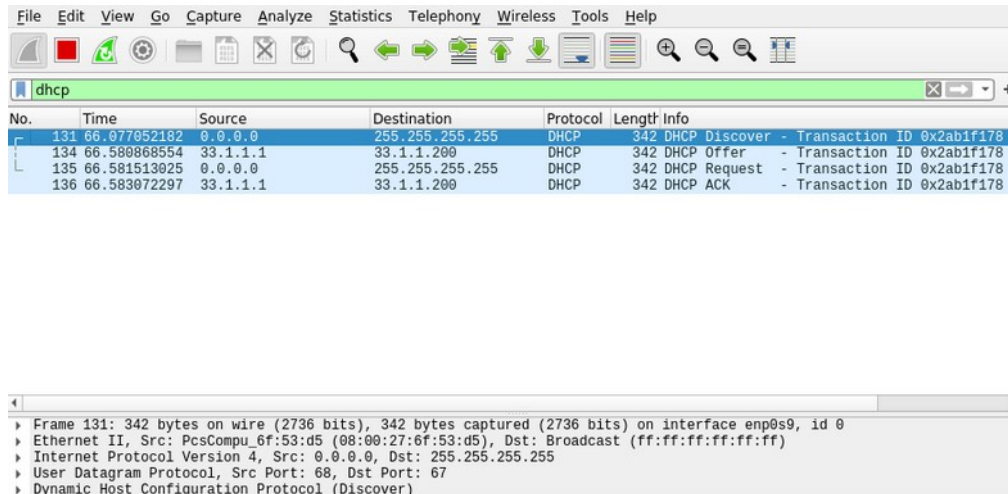 File Edit View Go Capture Analyze Statistics Telephony Wireless Tools Help
dhcp
No. Time Source Destination Protocol Length Info
131 66.077052182 0.0.0.0 255.255.255.255 DHCP 342 DHCP Discover - Transaction ID 0x2ab1f178
134 66.580868554 33.1.1.1 33.1.1.200 DHCP 342 DHCP Offer - Transaction ID 0x2ab1f178
135 66.581513025 0.0.0.0 255.255.255.255 DHCP 342 DHCP Request - Transaction ID 0x2ab1f178
136 66.583072297 33.1.1.1 33.1.1.200 DHCP 342 DHCP ACK - Transaction ID 0x2ab1f178
Frame 131: 342 bytes on wire (2736 bits), 342 bytes captured (2736 bits) on interface enp0s9, id 0
Ethernet II, Src: PcsCompu_6f:53:d5 (08:00:27:6f:53:d5), Dst: Broadcast (ff:ff:ff:ff:ff:ff)
Internet Protocol Version 4, Src: 0.0.0.0, Dst: 255.255.255.255
User Datagram Protocol, Src Port: 68, Dst Port: 67
Dynamic Host Configuration Protocol (Discover)